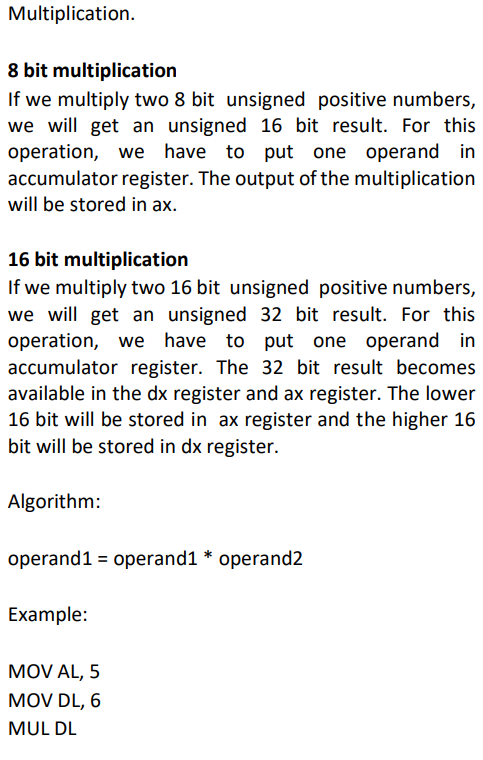 Multiplication.
8 bit multiplication
If we multiply two 8 bit unsigned positive numbers,
we will get an unsigned 16 bit result. For this
operation, we have to put one operand in
accumulator register. The output of the multiplication
will be stored in ax.
16 bit multiplication
If we multiply two 16 bit unsigned positive numbers,
we will get an unsigned 32 bit result. For this
operation, we have to put one operand in
accumulator register. The 32 bit result becomes
available in the dx register and ax register. The lower
16 bit will be stored in ax register and the higher 16
bit will be stored in dx register.
Algorithm:
operand1 = operand1 * operand2
Example:
MOV AL, 5
MOV DL, 6
MUL DL